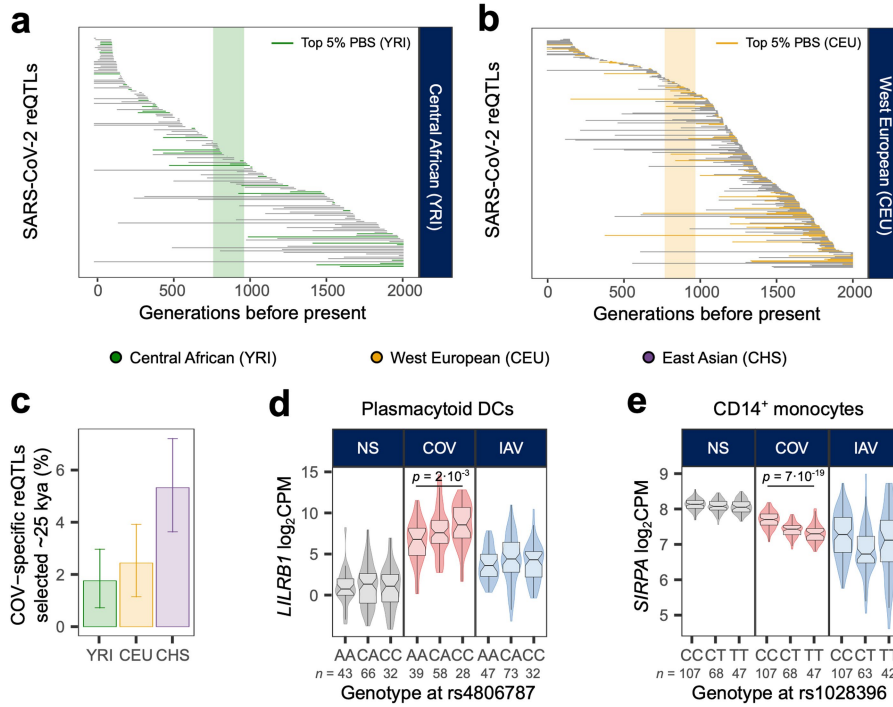 a
Top 5% PBS (YRI)
SARS-CoV-2 reQTLs
Central African (YRI)
0 500 1000 1500 2000
Generations before present
b
Top 5% PBS (CEU)
SARS-CoV-2 reQTLs
West European (CEU)
0 500 1000 1500 2000
Generations before present
Central African (YRI) West European (CEU) East Asian (CHS)
c
COV-specific reQTLs
selected ~25 kya (%)
6
4
2
0
YRI CEU CHS
d
Plasmacytoid DCs
NS COV IAV
p = 2·10⁻³
LILRB1 log₂CPM
15
10
5
0
AA CA CC AA CA CC AA CA CC
n = 43 66 32 39 58 28 47 73 32
Genotype at rs4806787
e
CD14⁺ monocytes
NS COV IAV
p = 7·10⁻¹⁹
SIRPA log₂CPM
9
8
7
6
5
CC CT TT CC CT TT CC CT TT
n = 107 68 47 107 68 47 107 63 42
Genotype at rs1028396